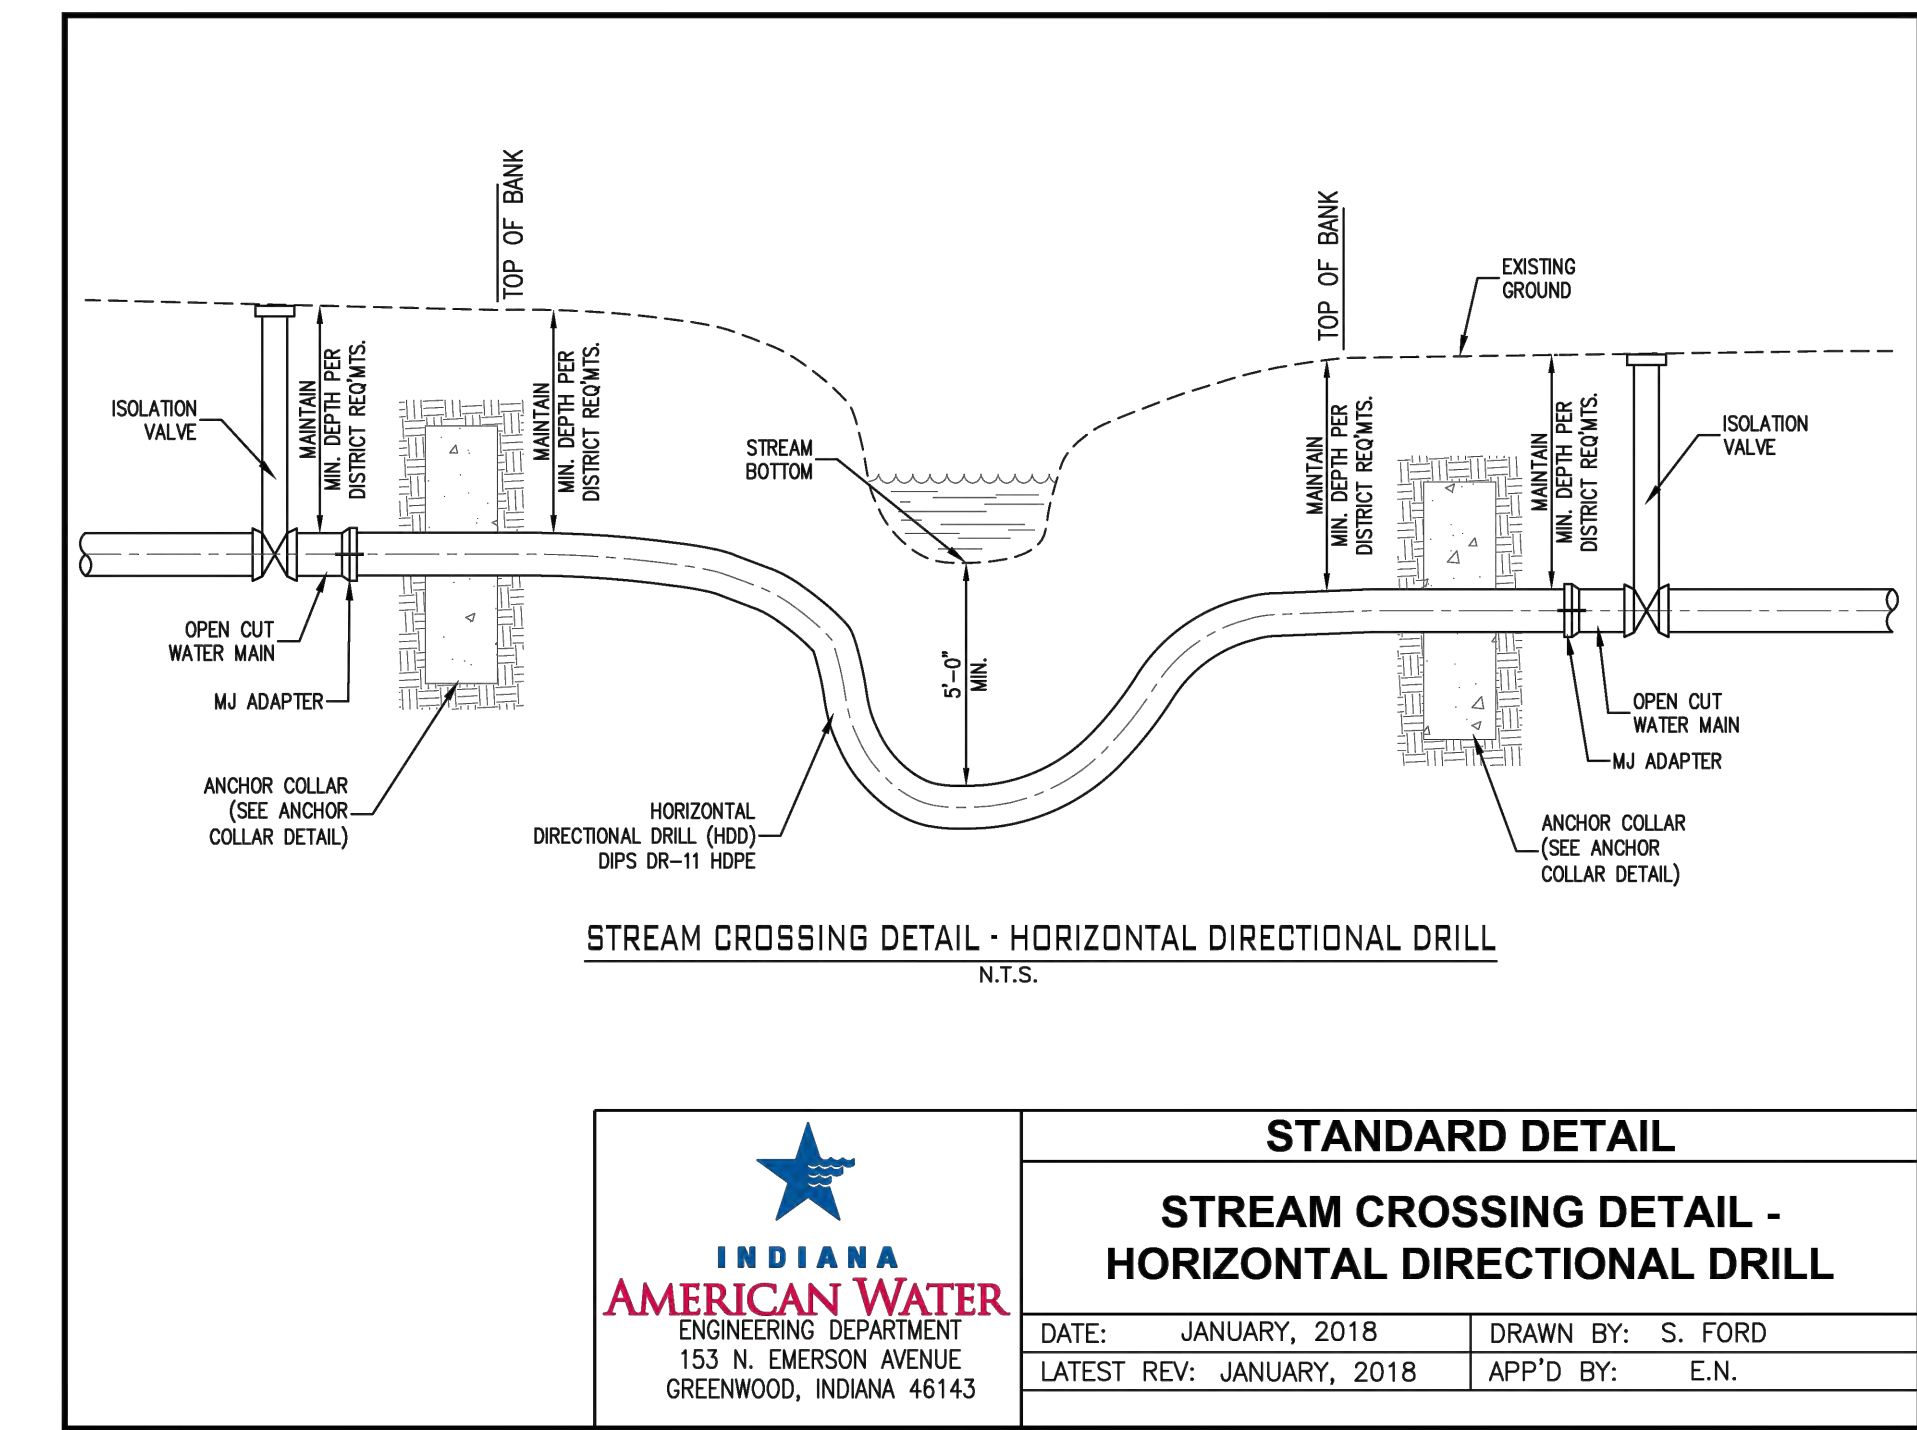 TOP OF BANK
TOP OF BANK
EXISTING
GROUND
ISOLATION
VALVE
MAINTAIN
MIN. DEPTH PER
DISTRICT REQ'MTS.
MAINTAIN
MIN. DEPTH PER
DISTRICT REQ'MTS.
STREAM
BOTTOM
MAINTAIN
MIN. DEPTH PER
DISTRICT REQ'MTS.
MAINTAIN
MIN. DEPTH PER
DISTRICT REQ'MTS.
ISOLATION
VALVE
OPEN CUT
WATER MAIN
MJ ADAPTER
5'-0"
MIN.
OPEN CUT
WATER MAIN
MJ ADAPTER
ANCHOR COLLAR
(SEE ANCHOR
COLLAR DETAIL)
HORIZONTAL
DIRECTIONAL DRILL (HDD)
DIPS DR-11 HDPE
ANCHOR COLLAR
(SEE ANCHOR
COLLAR DETAIL)
STREAM CROSSING DETAIL - HORIZONTAL DIRECTIONAL DRILL
N.T.S.
INDIANA
AMERICAN WATER
ENGINEERING DEPARTMENT
153 N. EMERSON AVENUE
GREENWOOD, INDIANA 46143
STANDARD DETAIL
STREAM CROSSING DETAIL -
HORIZONTAL DIRECTIONAL DRILL
DATE: JANUARY, 2018
DRAWN BY: S. FORD
LATEST REV: JANUARY, 2018
APP'D BY: E.N.